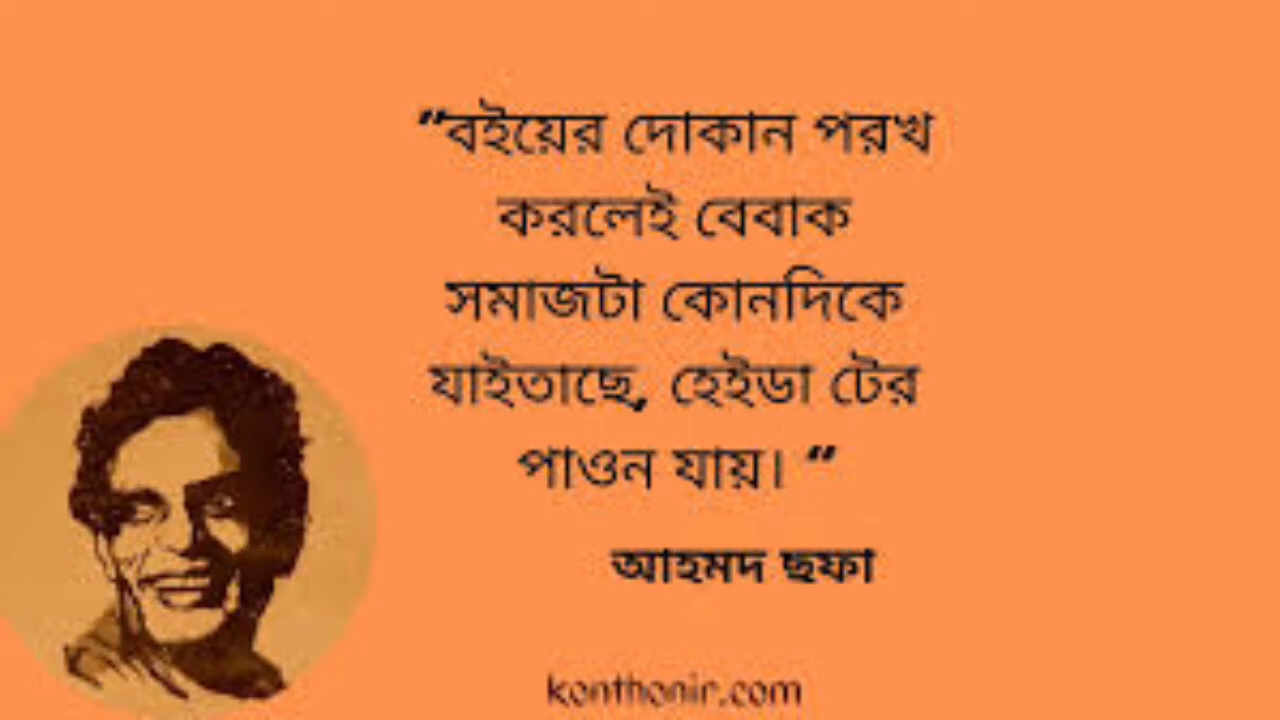 “বইয়ের দোকান পরখ
করলেই বেবাক
সমাজটা কোনদিকে
যাইতাছে, হেইডা টের
পাওন যায়। “
আহমদ ছফা
konthonir.com